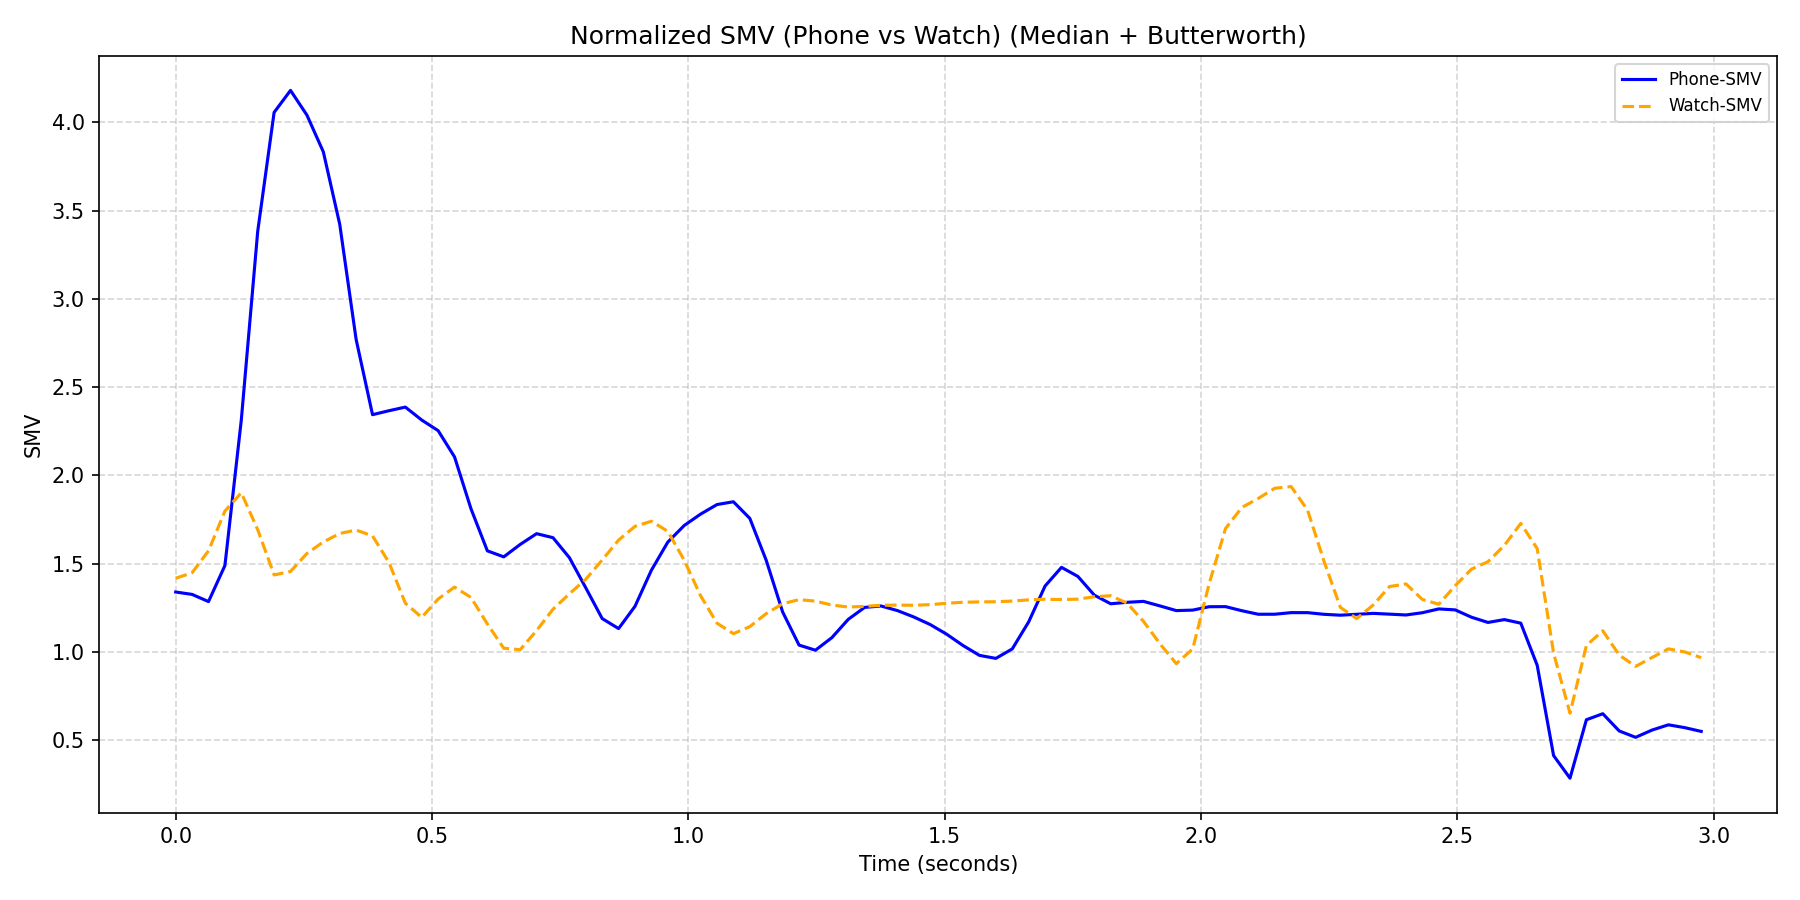 Normalized SMV (Phone vs Watch) (Median + Butterworth)
Phone-SMV
Watch-SMV
SMV
4.0
3.5
3.0
2.5
2.0
1.5
1.0
0.5
0.0 0.5 1.0 1.5 2.0 2.5 3.0
Time (seconds)